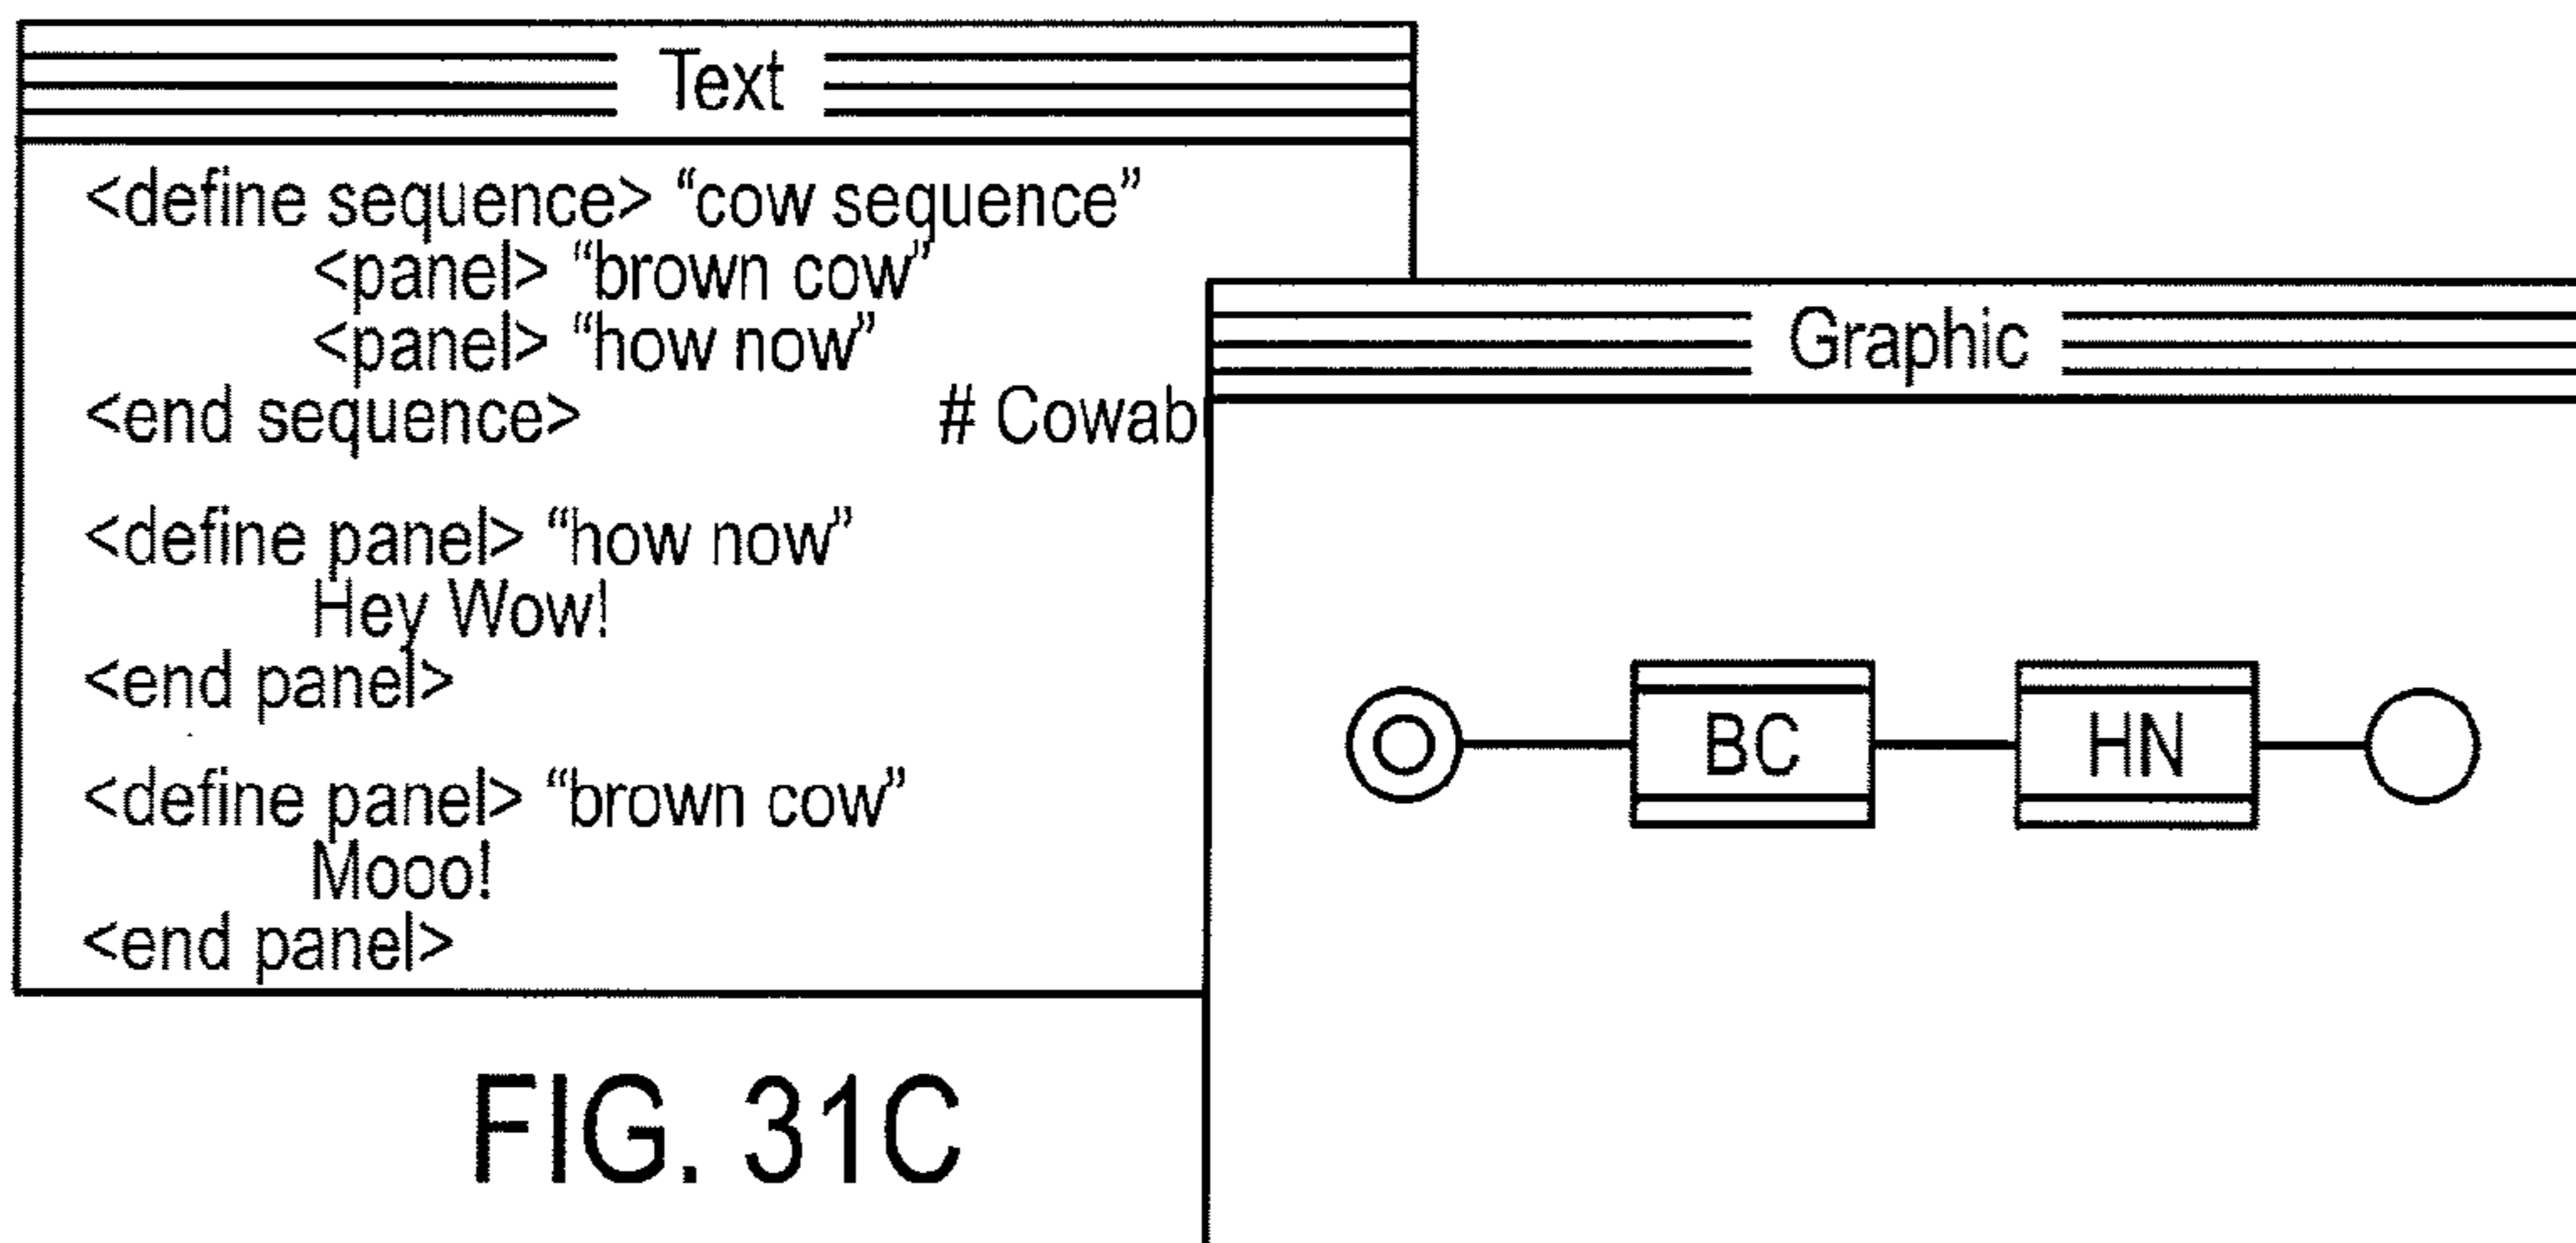 Text
<define sequence> “cow sequence”
<panel> “brown cow”
<panel> “how now”
<end sequence> # Cowab
<define panel> “how now”
Hey Wow!
<end panel>
<define panel> “brown cow”
Mooo!
<end panel>
Graphic
BC
HN
FIG. 31C